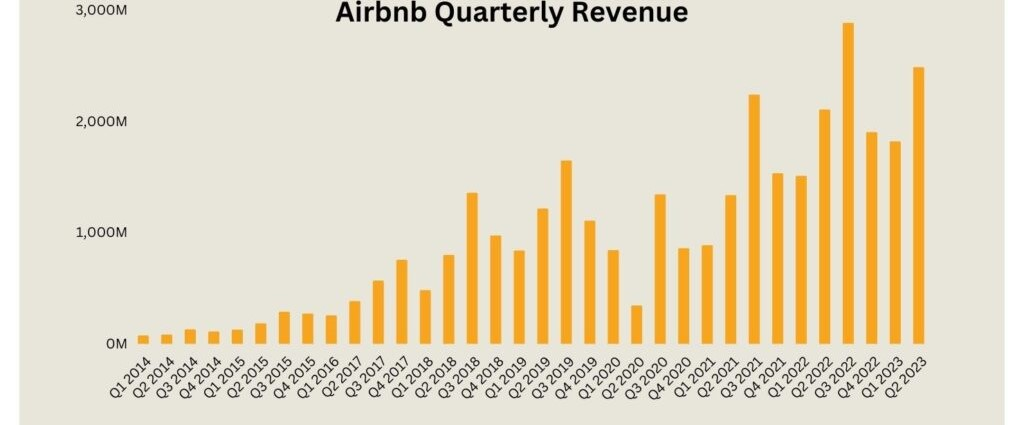 Airbnb Quarterly Revenue
3,000M
2,000M
1,000M
0M
Q1 2014
Q2 2014
Q3 2014
Q4 2014
Q1 2015
Q2 2015
Q3 2015
Q4 2015
Q1 2016
Q2 2017
Q3 2017
Q4 2017
Q1 2018
Q2 2018
Q3 2018
Q4 2018
Q1 2019
Q2 2019
Q3 2019
Q4 2019
Q1 2020
Q2 2020
Q3 2020
Q4 2020
Q1 2021
Q2 2021
Q3 2021
Q4 2021
Q1 2022
Q2 2022
Q3 2022
Q4 2022
Q1 2023
Q2 2023